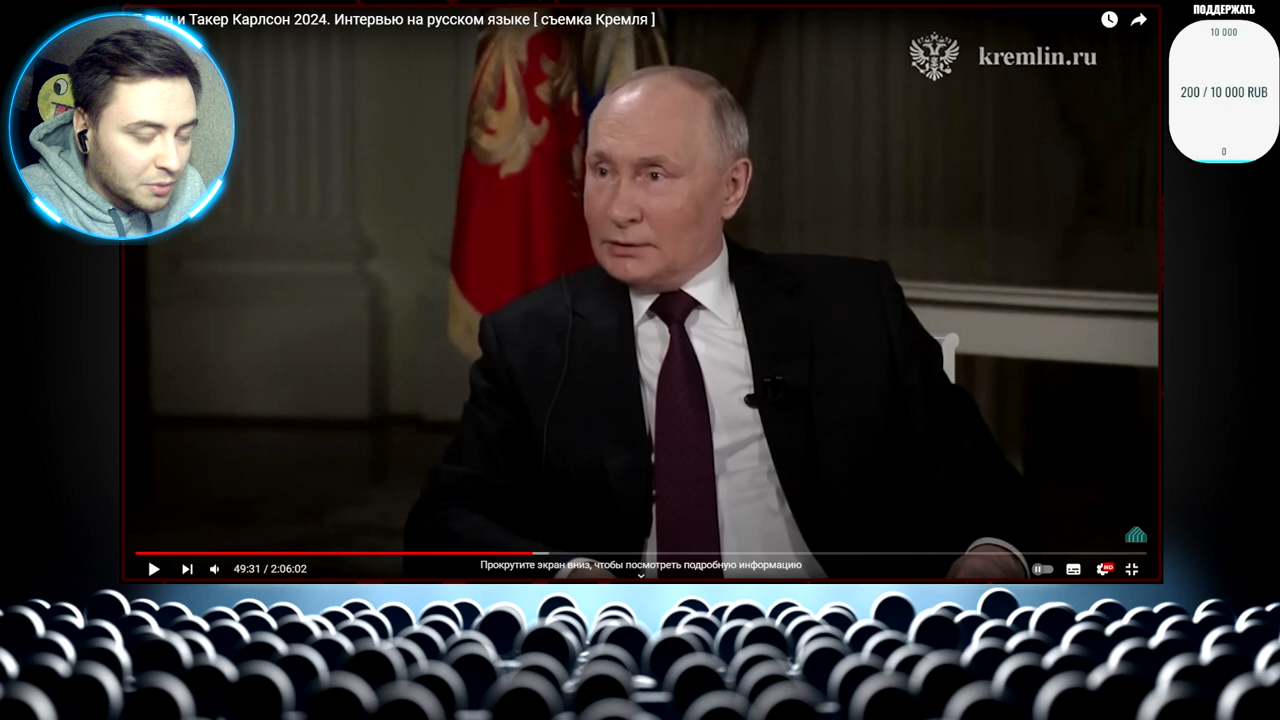 и Такер Карлсон 2024. Интервью на русском языке [ съемка Кремля ]
kremlin.ru
ПОДДЕРЖАТЬ
10 000
200 / 10 000 RUB
0
Прокрутите экран вниз, чтобы посмотреть подробную информацию
49:31 / 2:06:02
HD